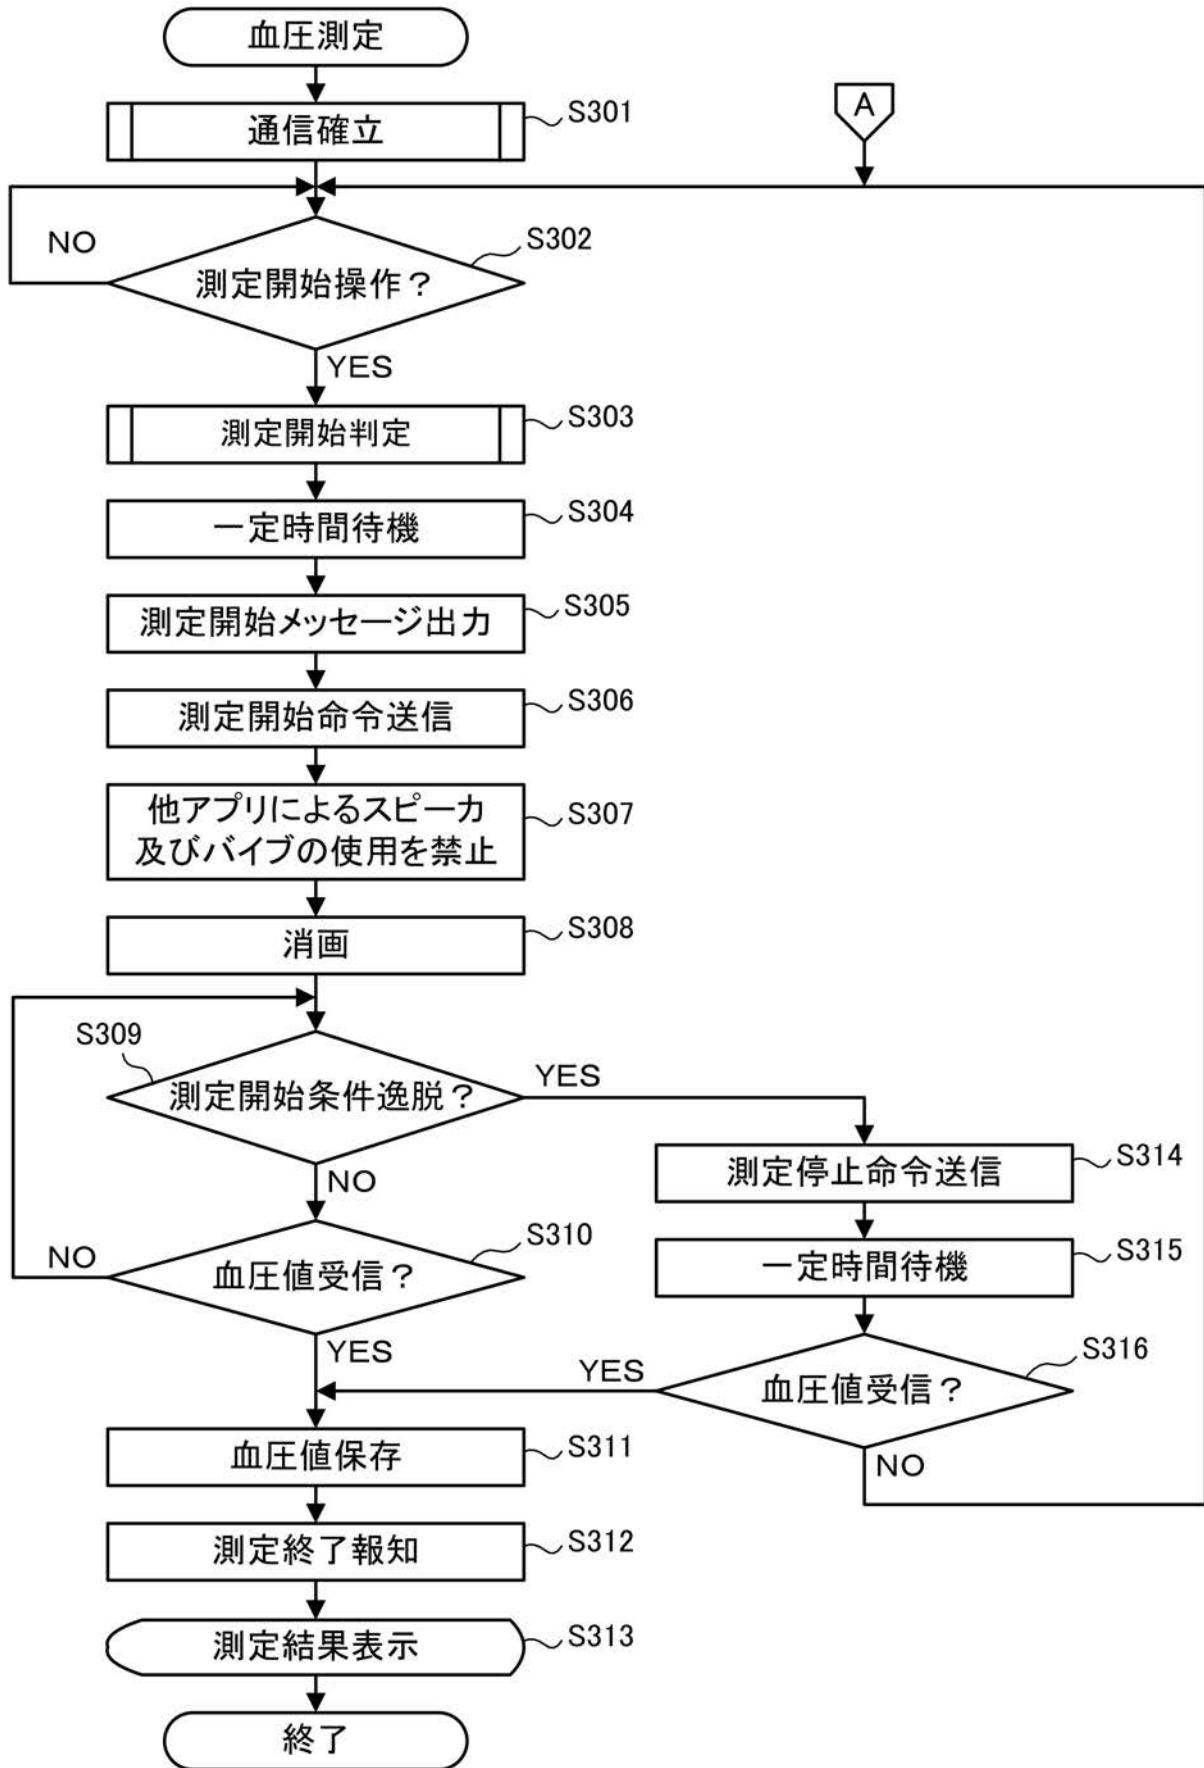 血圧測定
通信確立
S301
A
NO
測定開始操作？
S302
YES
測定開始判定
S303
一定時間待機
S304
測定開始メッセージ出力
S305
測定開始命令送信
S306
他アプリによるスピーカ
及びバイブの使用を禁止
S307
消画
S308
S309
測定開始条件逸脱？
YES
NO
測定停止命令送信
S314
NO
血圧値受信？
S310
一定時間待機
S315
YES
YES
血圧値受信？
S316
NO
血圧値保存
S311
測定終了報知
S312
測定結果表示
S313
終了